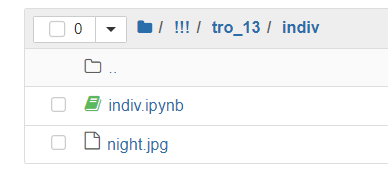 0 / !!! / tro_13 / indiv
..
indiv.ipynb
night.jpg